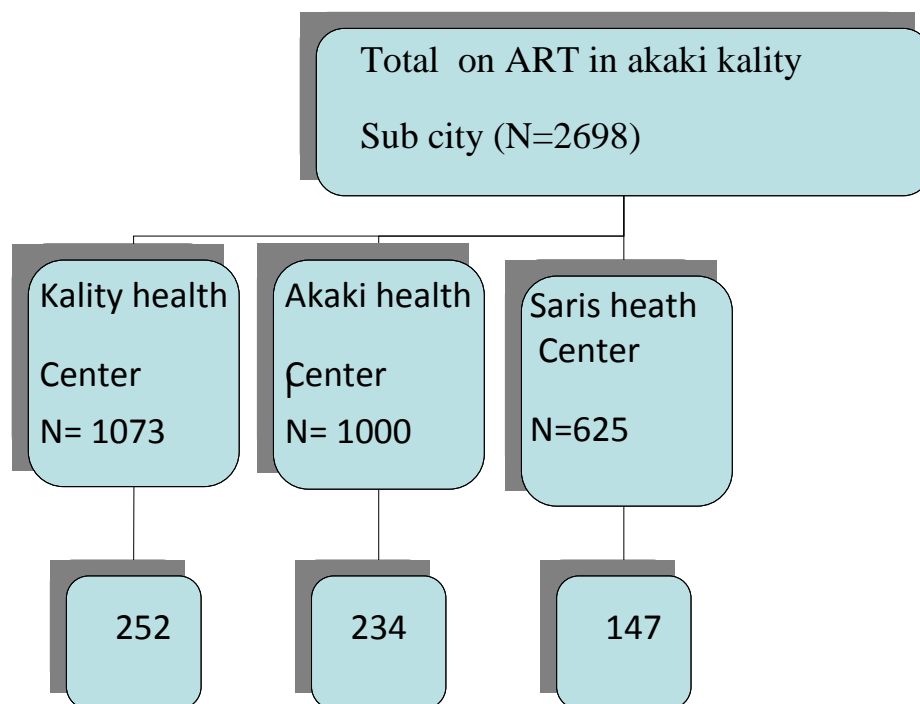 Total on ART in akaki kality
Sub city (N=2698)
Kality health
Center
N= 1073
Akaki health
Center
N= 1000
Saris heath
Center
N=625
252
234
147